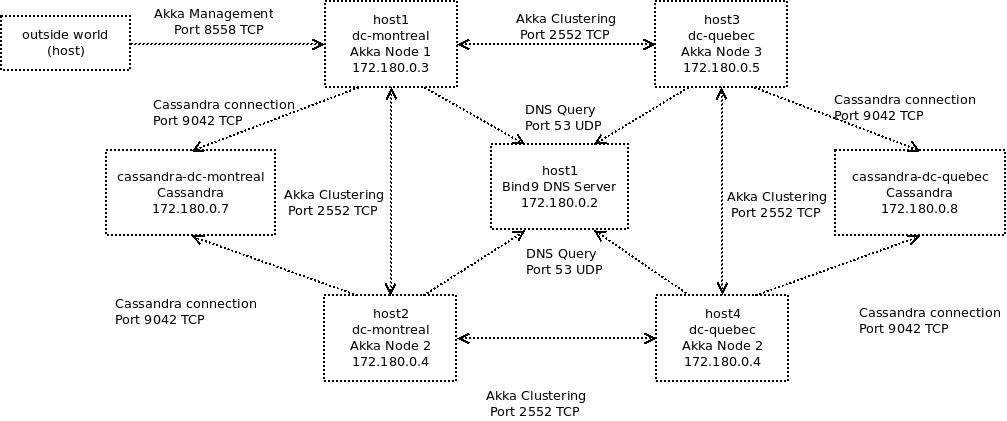 outside world
(host)
Akka Management
Port 8558 TCP
host1
dc-montreal
Akka Node 1
172.180.0.3
Akka Clustering
Port 2552 TCP
host3
dc-quebec
Akka Node 3
172.180.0.5
Cassandra connection
Port 9042 TCP
DNS Query
Port 53 UDP
Cassandra connection
Port 9042 TCP
cassandra-dc-montreal
Cassandra
172.180.0.7
Akka Clustering
Port 2552 TCP
host1
Bind9 DNS Server
172.180.0.2
Akka Clustering
Port 2552 TCP
cassandra-dc-quebec
Cassandra
172.180.0.8
DNS Query
Port 53 UDP
Cassandra connection
Port 9042 TCP
host2
dc-montreal
Akka Node 2
172.180.0.4
host4
dc-quebec
Akka Node 2
172.180.0.4
Cassandra connection
Port 9042 TCP
Akka Clustering
Port 2552 TCP